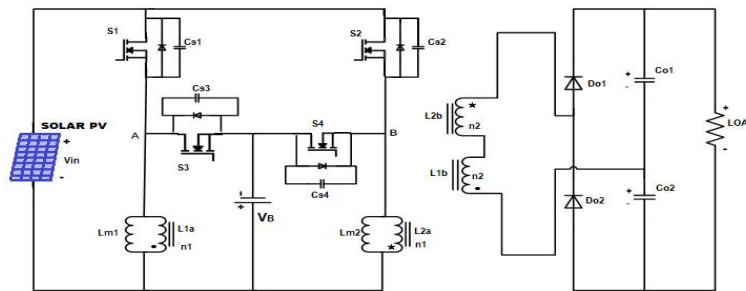 S1
Cs1
S2
Cs2
Cs3
SOLAR PV
A
S3
S4
B
+
Vin
-
Cs4
+
-
VB
Lm1
L1a
n1
Lm2
L2a
n1
L2b
n2
L1b
n2
Do1
+
-
Co1
+
LOA
-
Do2
+
-
Co2